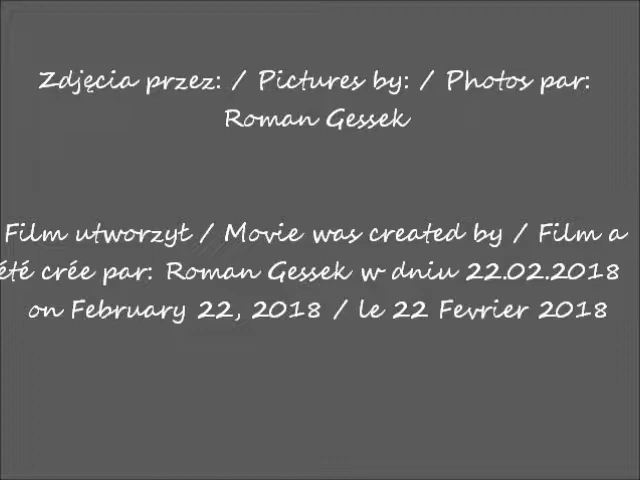 Zdjęcia przez: / Pictures by: / Photos par:
Roman Gessek
Film utworzył / Movie was created by / Film a
été crée par: Roman Gessek w dniu 22.02.2018
on February 22, 2018 / le 22 Fevrier 2018